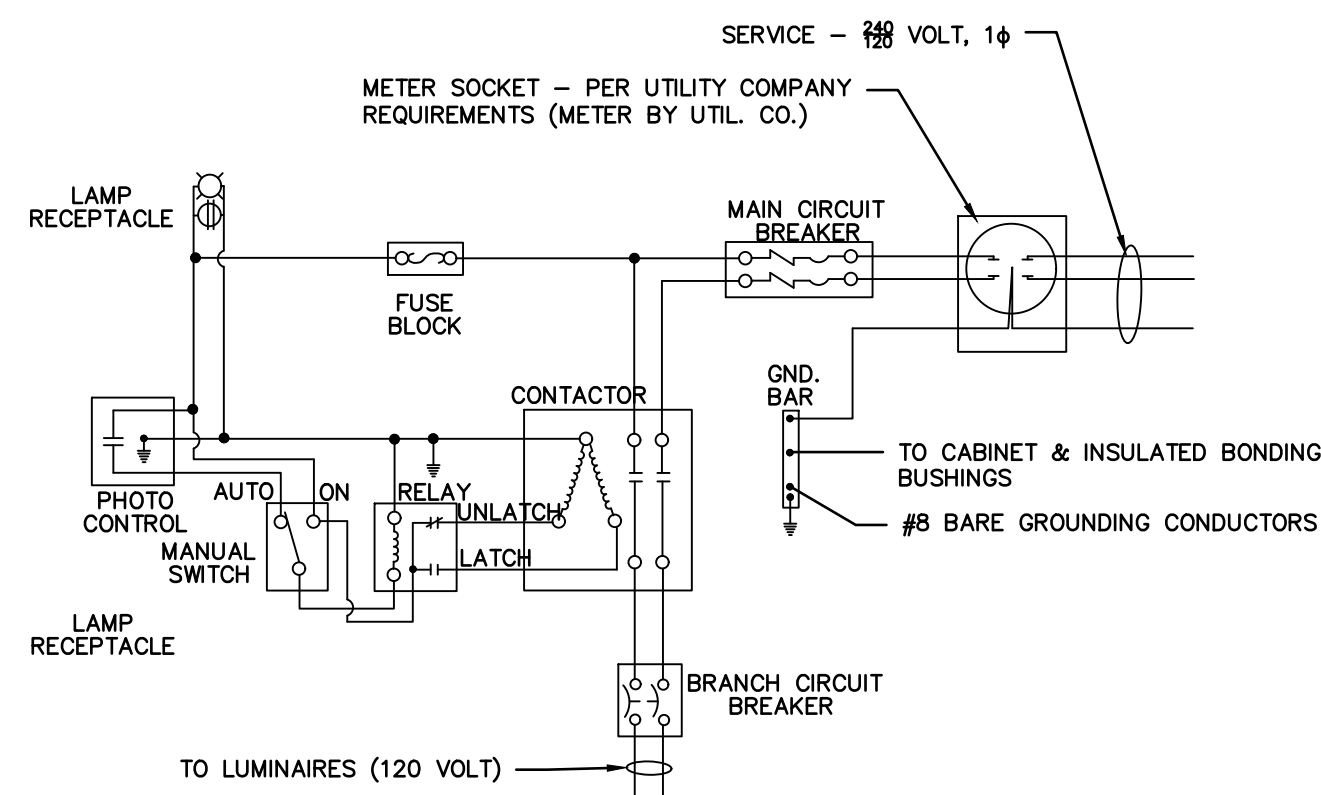 SERVICE – 240/120 VOLT, 1ϕ
METER SOCKET – PER UTILITY COMPANY
REQUIREMENTS (METER BY UTIL. CO.)
LAMP
RECEPTACLE
MAIN CIRCUIT
BREAKER
FUSE
BLOCK
CONTACTOR
GND.
BAR
TO CABINET & INSULATED BONDING
BUSHINGS
#8 BARE GROUNDING CONDUCTORS
PHOTO
CONTROL
AUTO
ON
RELAY
UNLATCH
LATCH
MANUAL
SWITCH
LAMP
RECEPTACLE
BRANCH CIRCUIT
BREAKER
TO LUMINAIRES (120 VOLT)